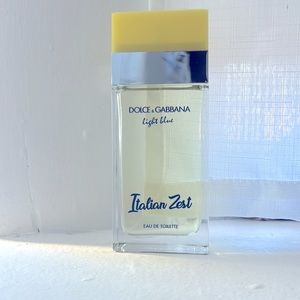 DOLCE & GABBANA
light blue
Italian Zest
EAU DE TOILETTE